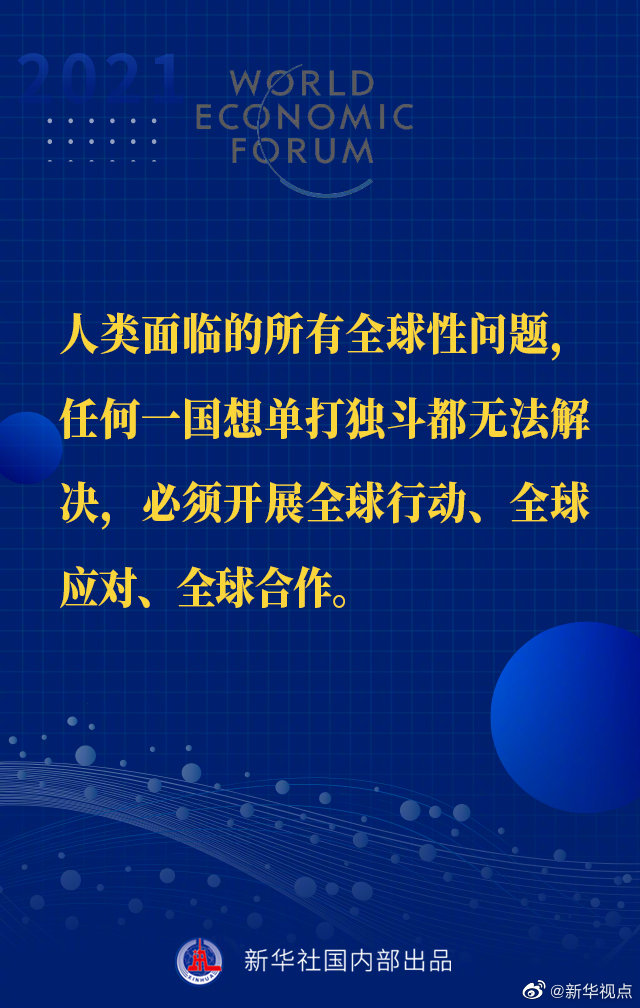 2021
WORLD
ECONOMIC
FORUM
人类面临的所有全球性问题，
任何一国想单打独斗都无法解
决，必须开展全球行动、全球
应对、全球合作。
XINHUA
新华社国内部出品
@新华视点